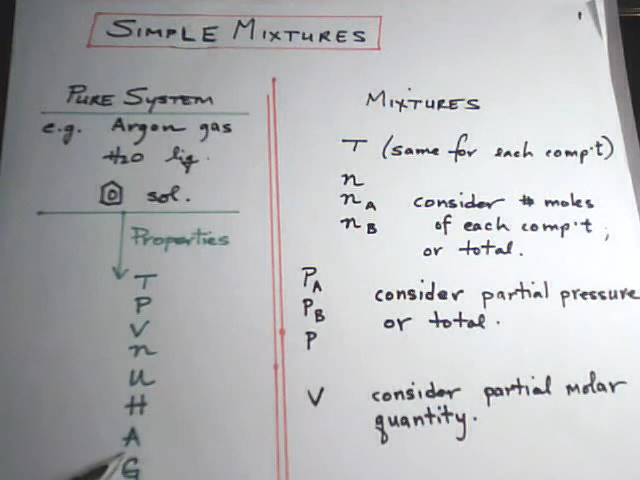 SIMPLE MIXTURES
PURE SYSTEM
e.g. Argon gas
H2O liq.
sol.
Properties
T
P
V
n
U
H
A
G
MIXTURES
T (same for each comp't)
n
nA consider # moles
nB of each comp't,
or total.
PA
consider partial pressure
PB
or total.
P
V consider partial molar
quantity.